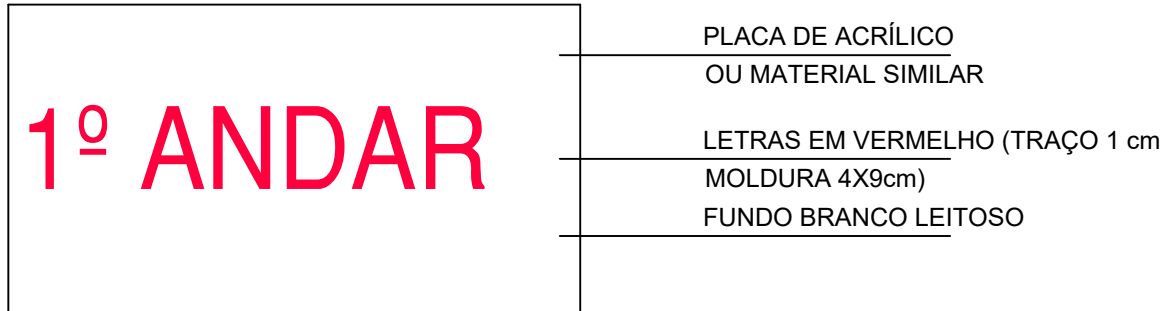 1º ANDAR
PLACA DE ACRÍLICO
OU MATERIAL SIMILAR
LETRAS EM VERMELHO (TRAÇO 1 cm
MOLDURA 4X9cm)
FUNDO BRANCO LEITOSO